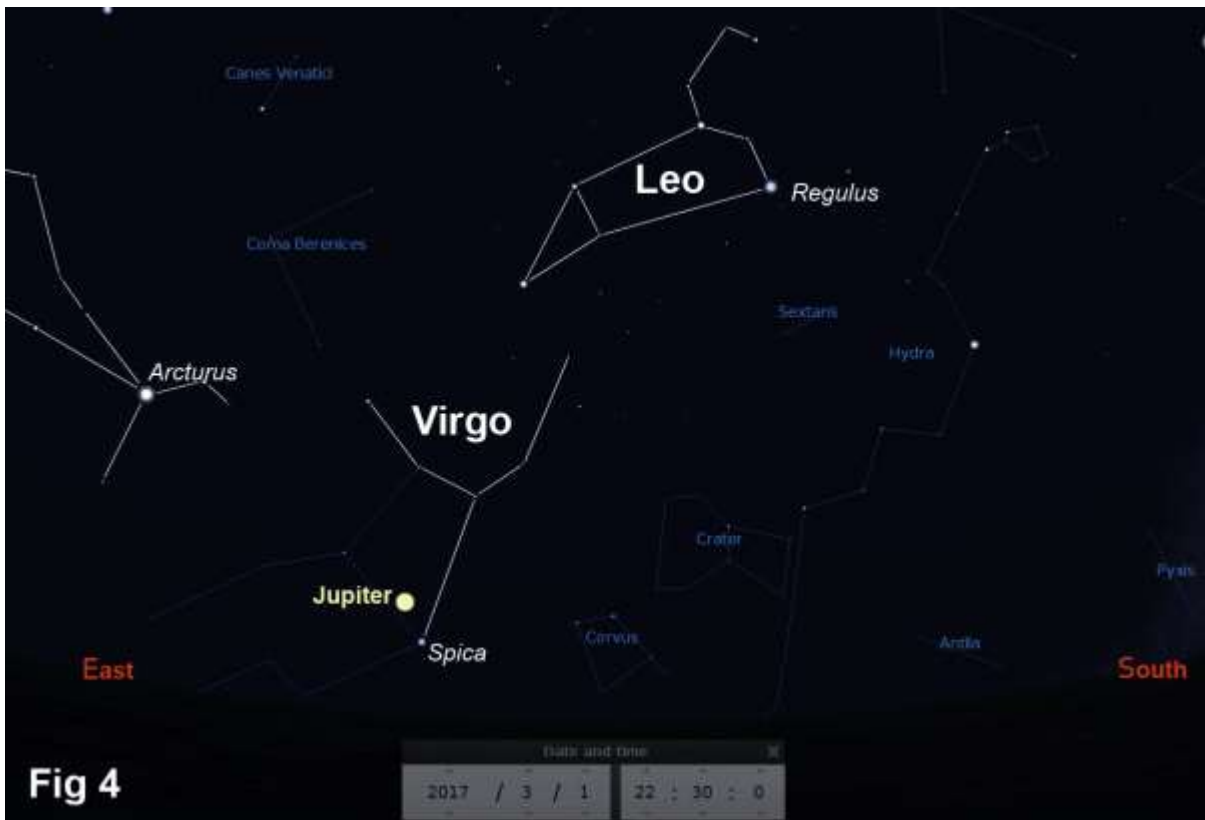 Canes Venatici
Leo
Regulus
Coma Berenices
Sextans
Hydra
Arcturus
Virgo
Crater
Pyxis
Jupiter
Corvus
Antlia
Spica
East
South
Date and time
Fig 4
2017 / 3 / 1 22 : 30 : 0